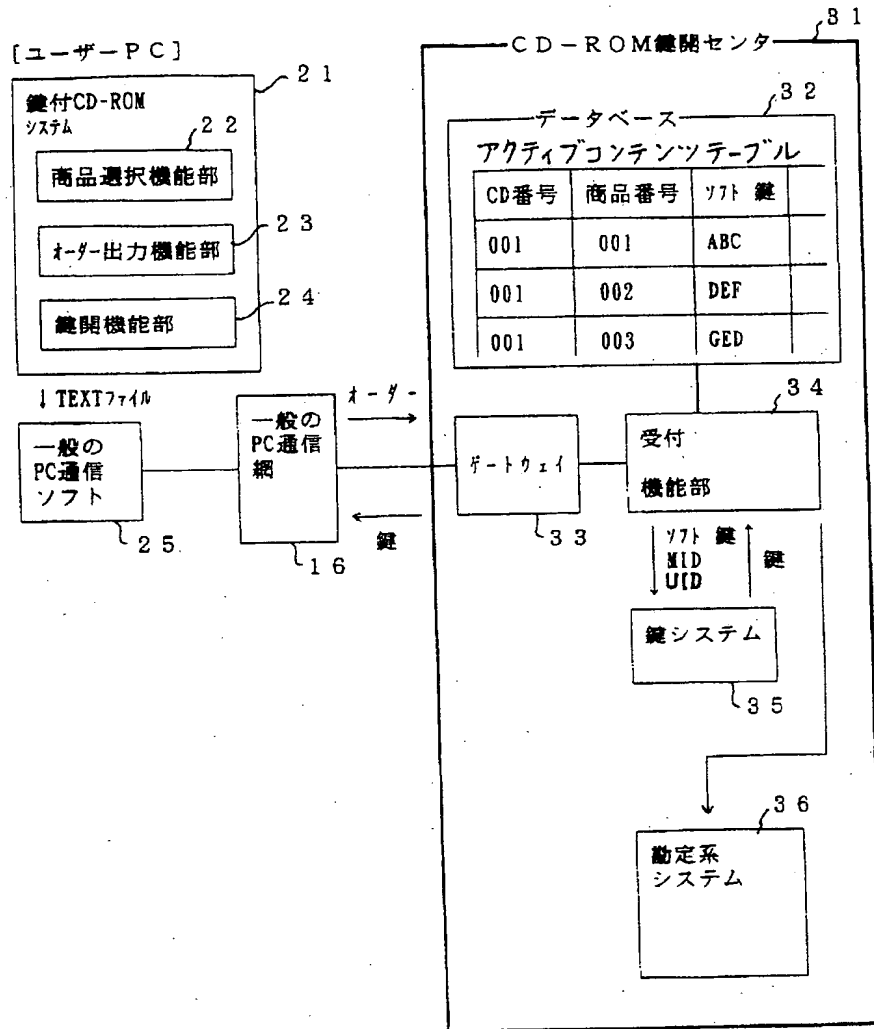 [ユーザーPC]
21
鍵付CD-ROM
システム
22
商品選択機能部
23
オーダー出力機能部
24
鍵開機能部
↓TEXTファイル
一般の
PC通信
ソフト
25
一般の
PC通信
網
16
オーダー
鍵
31
CD-ROM鍵開センタ
32
データベース
アクティブコンテンツテーブル
CD番号 商品番号 ソフト鍵
001 001 ABC
001 002 DEF
001 003 GED
ゲートウェイ
33
34
受付
機能部
ソフト鍵
MID
UID
鍵
鍵システム
35
36
勘定系
システム